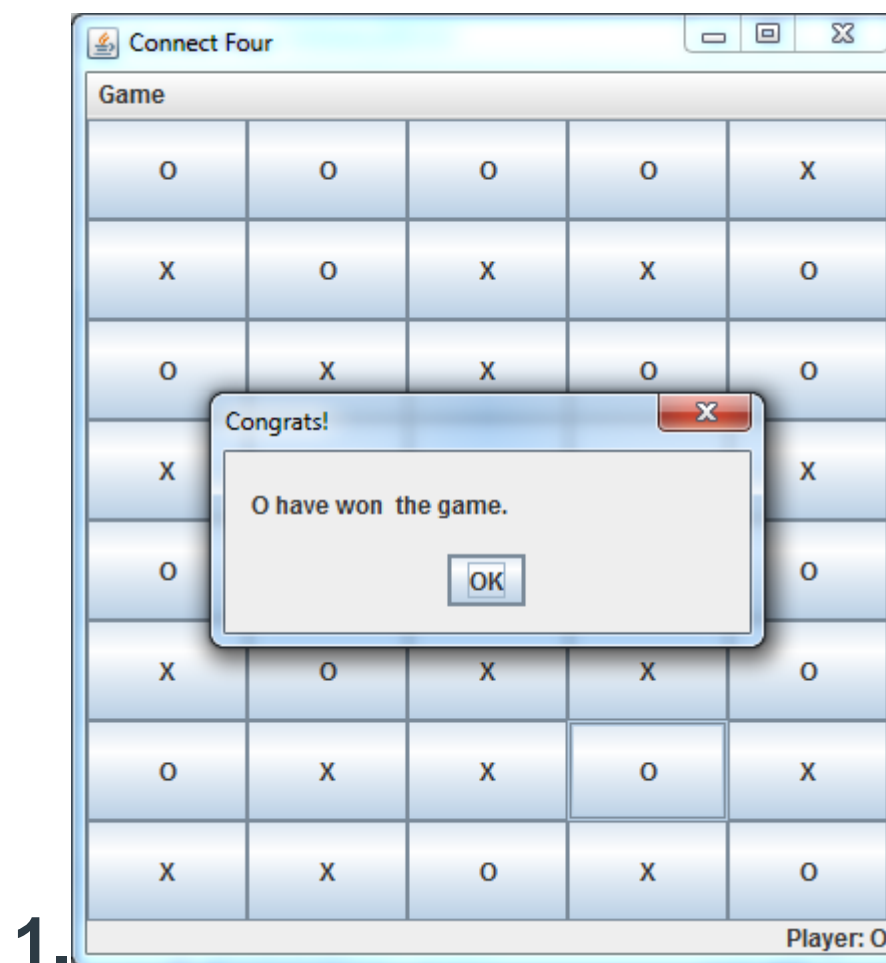 Connect Four
Game
O O O O X
X O X X O
O X X O O
Congrats!
X X
O have won the game.
O OK O
X O X X O
O X X O X
X X O X O
1.
Player: O